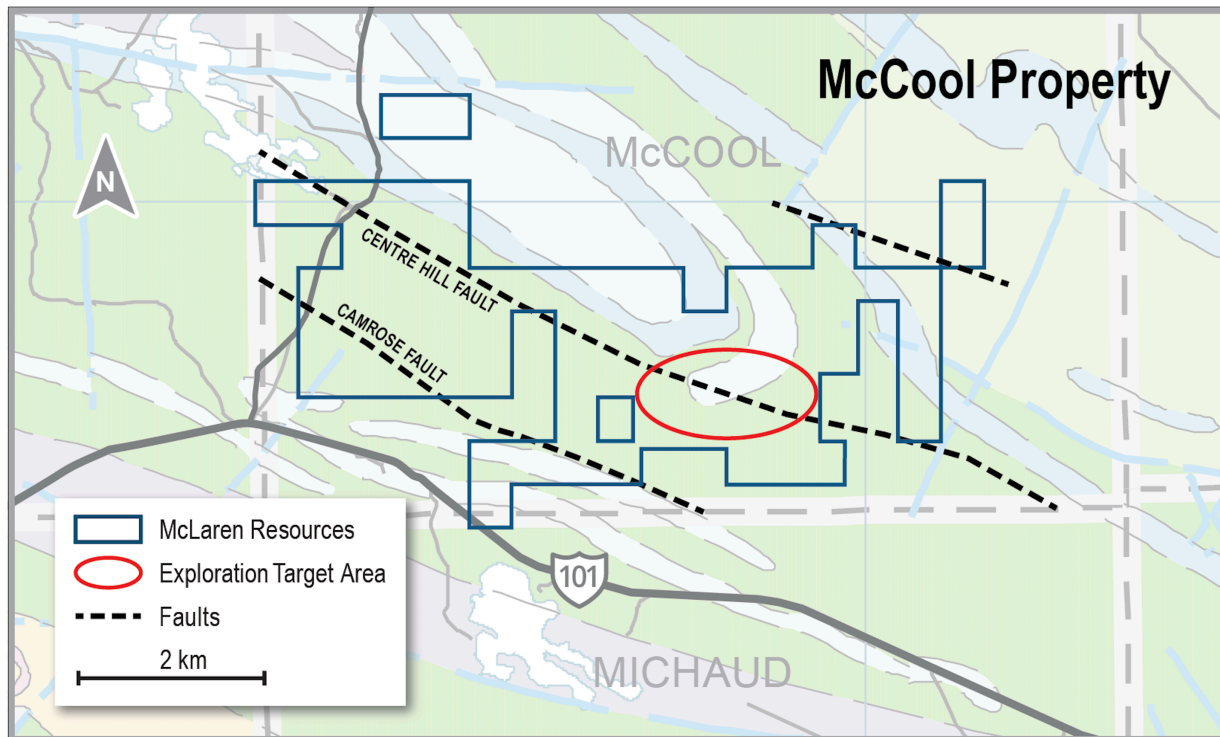 McCool Property
McCOOL
N
CENTRE HILL FAULT
CAMROSE FAULT
McLaren Resources
Exploration Target Area
Faults
2 km
101
MICHAUD